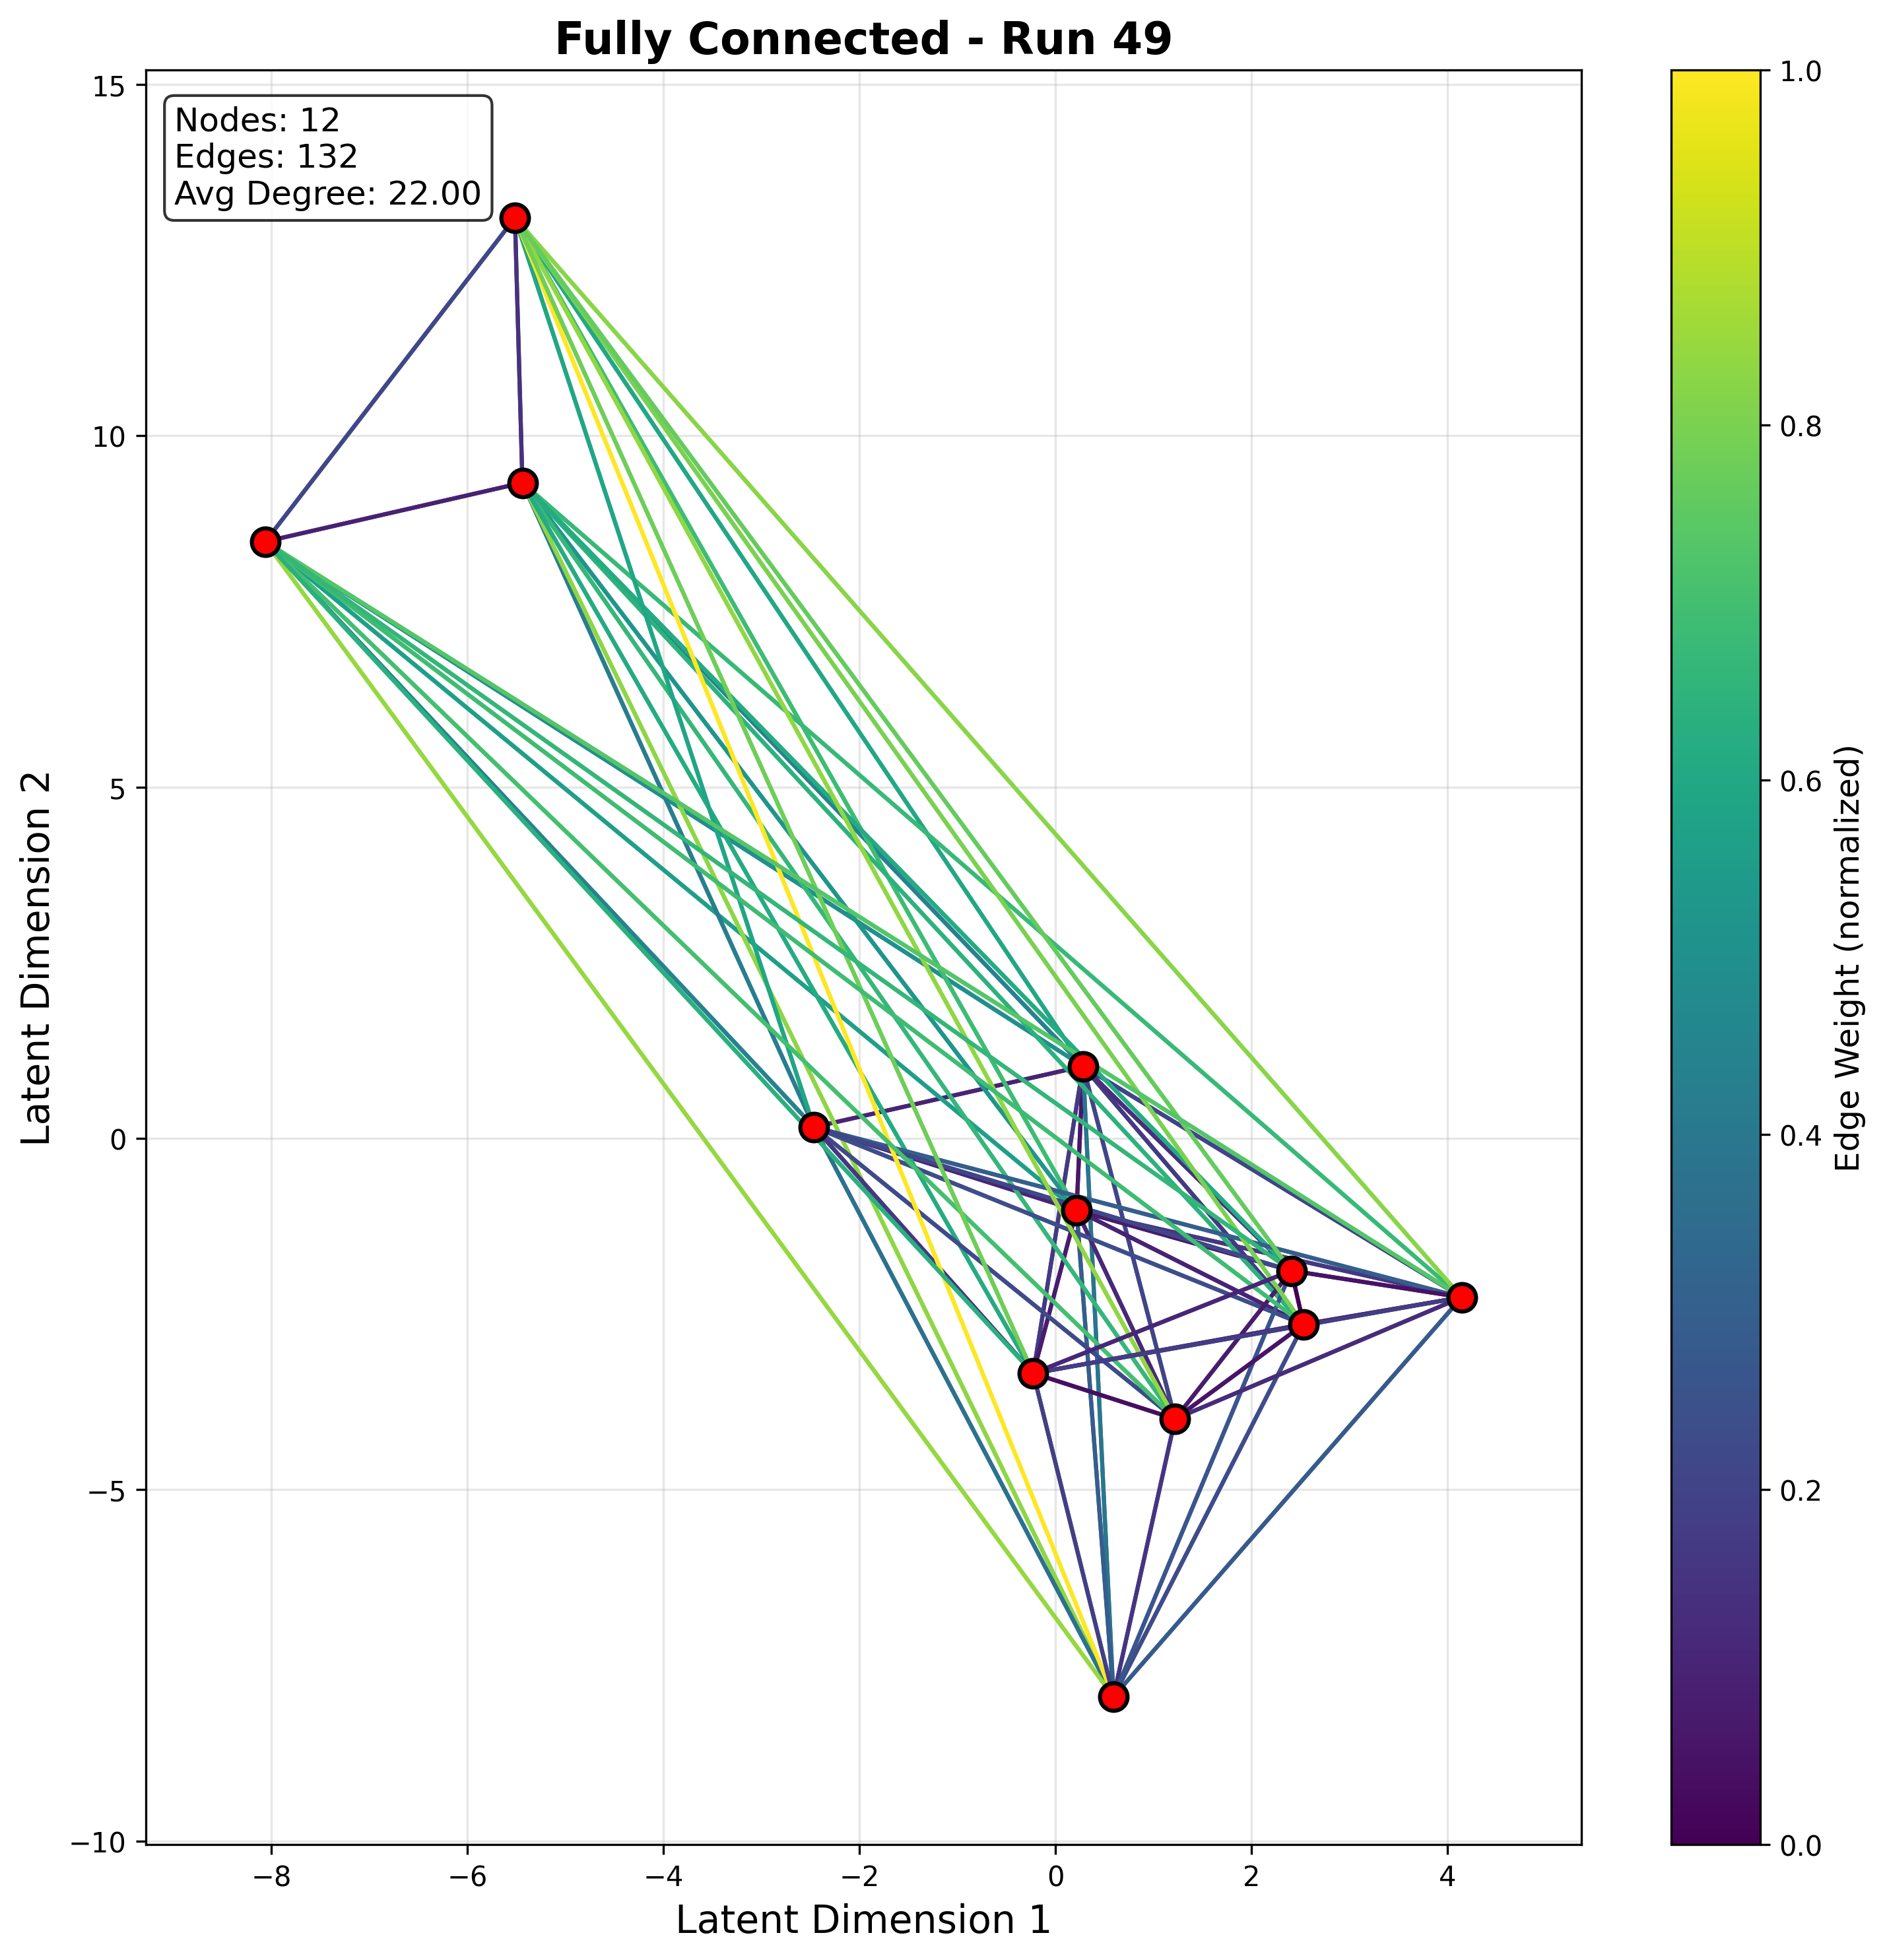 Fully Connected - Run 49
Nodes: 12
Edges: 132
Avg Degree: 22.00
15
10
5
0
−5
−10
−8
−6
−4
−2
0
2
4
Latent Dimension 1
Latent Dimension 2
1.0
0.8
0.6
0.4
0.2
0.0
Edge Weight (normalized)